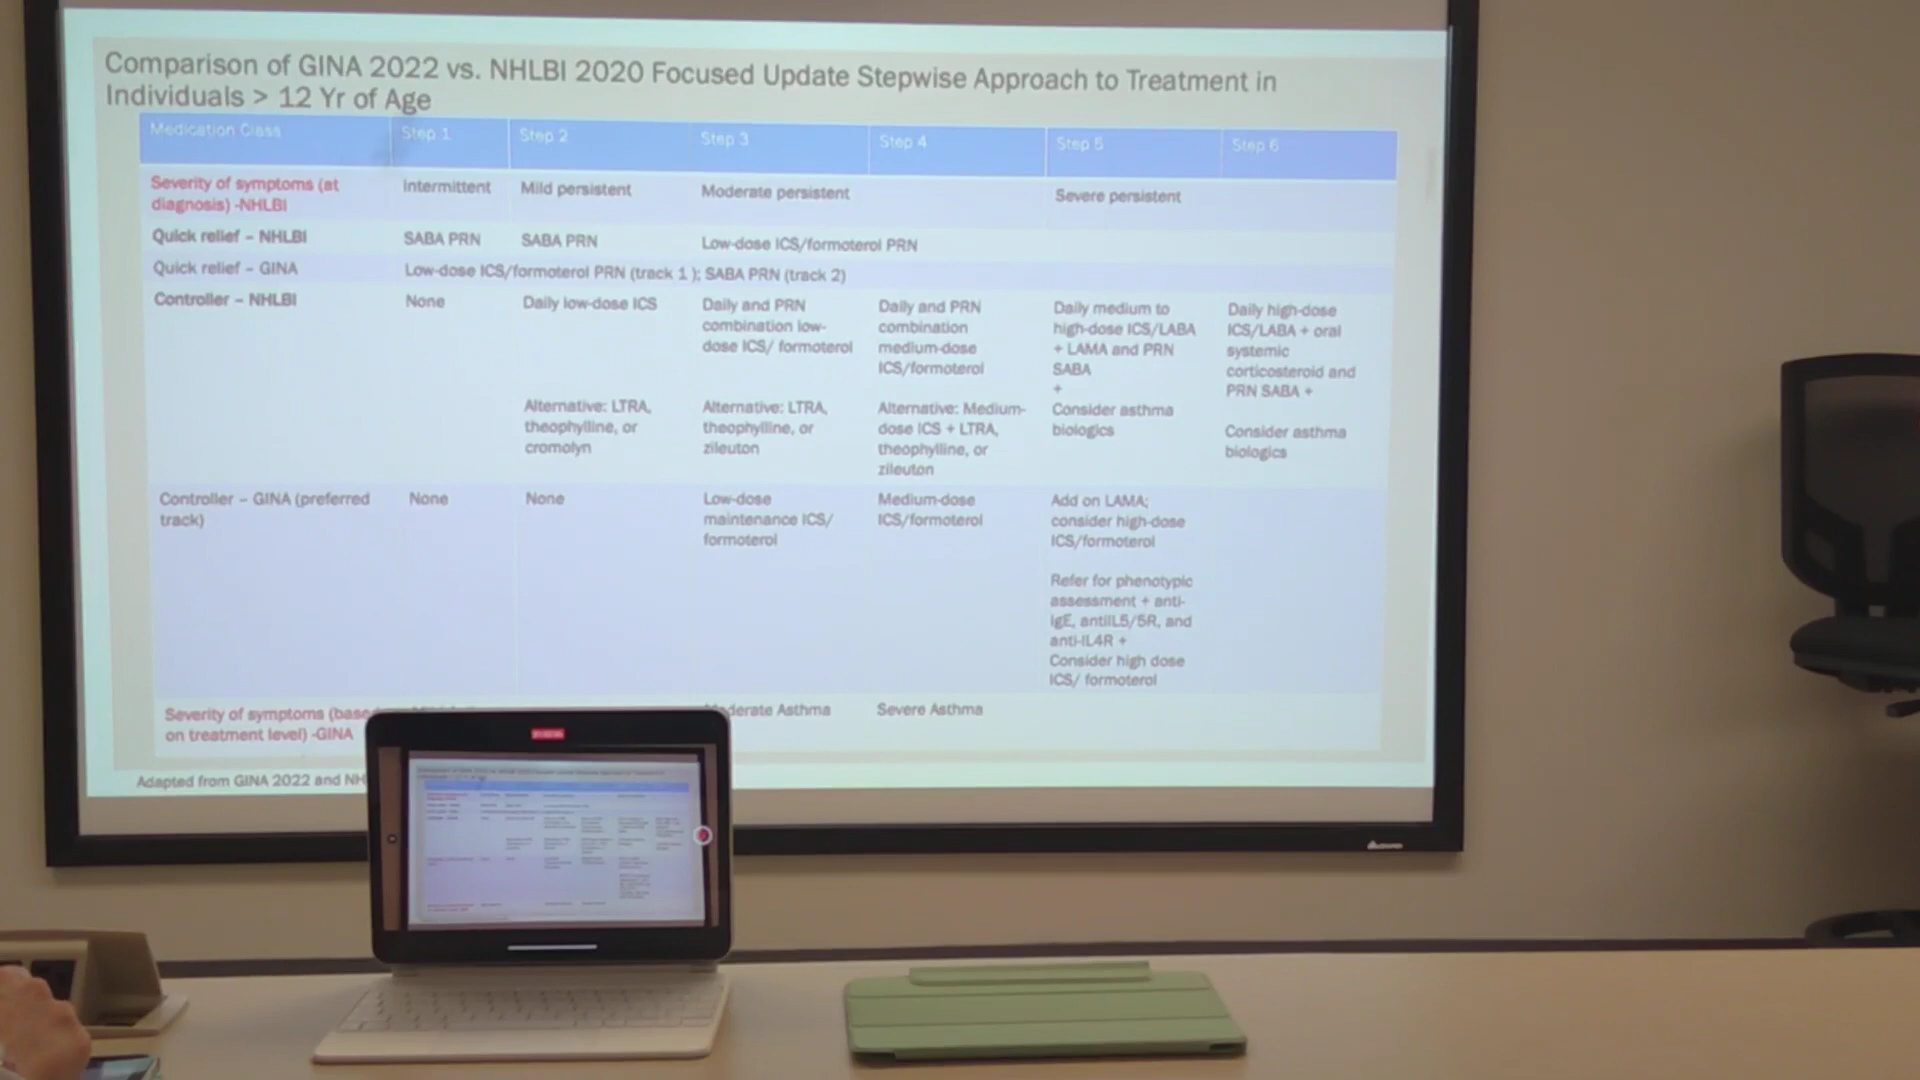 Comparison of GINA 2022 vs. NHLBI 2020 Focused Update Stepwise Approach to Treatment in
Individuals > 12 Yr of Age
Medication Class Step 1 Step 2 Step 3 Step 4 Step 5 Step 6
Severity of symptoms (at
diagnosis) -NHLBI
Intermittent
Mild persistent
Moderate persistent
Severe persistent
Quick relief – NHLBI
SABA PRN
SABA PRN
Low-dose ICS/formoterol PRN
Quick relief – GINA
Low-dose ICS/formoterol PRN (track 1 ); SABA PRN (track 2)
Controller – NHLBI
None
Daily low-dose ICS
Alternative: LTRA,
theophylline, or
cromolyn
Daily and PRN
combination low-
dose ICS/ formoterol
Alternative: LTRA,
theophylline, or
zileuton
Daily and PRN
combination
medium-dose
ICS/formoterol
Alternative: Medium-
dose ICS + LTRA,
theophylline, or
zileuton
Daily medium to
high-dose ICS/LABA
+ LAMA and PRN
SABA
+
Consider asthma
biologics
Daily high-dose
ICS/LABA + oral
systemic
corticosteroid and
PRN SABA +
Consider asthma
biologics
Controller – GINA (preferred
track)
None
None
Low-dose
maintenance ICS/
formoterol
Medium-dose
ICS/formoterol
Add on LAMA;
consider high-dose
ICS/formoterol
Refer for phenotypic
assessment + anti-
IgE, antiIL5/5R, and
anti-IL4R +
Consider high dose
ICS/ formoterol
Severity of symptoms (base
on treatment level) -GINA
derate Asthma
Severe Asthma
Adapted from GINA 2022 and NH